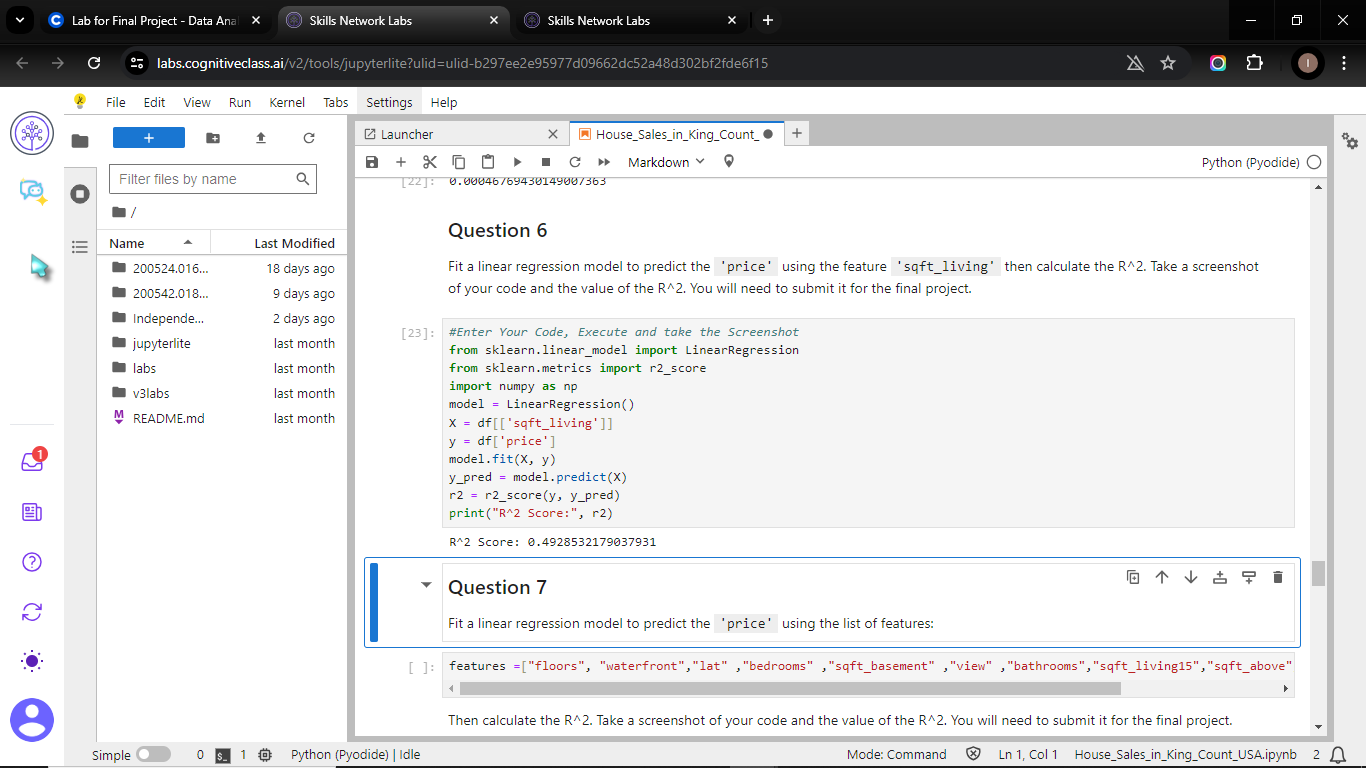 Lab for Final Project - Data Ana
Skills Network Labs
Skills Network Labs
labs.cognitiveclass.ai/v2/tools/jupyterlite?ulid=ulid-b297ee2e95977d09662dc52a48d302bf2fde6f15
I
File Edit View Run Kernel Tabs Settings Help
Filter files by name
/
Name Last Modified
200524.016... 18 days ago
200542.018... 9 days ago
Independe... 2 days ago
jupyterlite last month
labs last month
v3labs last month
README.md last month
1
Launcher
House_Sales_in_King_Count_
Markdown
Python (Pyodide)
[22]: 0.00046769430149007363
Question 6
Fit a linear regression model to predict the 'price' using the feature 'sqft_living' then calculate the R^2. Take a screenshot
of your code and the value of the R^2. You will need to submit it for the final project.
[23]: #Enter Your Code, Execute and take the Screenshot
from sklearn.linear_model import LinearRegression
from sklearn.metrics import r2_score
import numpy as np
model = LinearRegression()
X = df[['sqft_living']]
y = df['price']
model.fit(X, y)
y_pred = model.predict(X)
r2 = r2_score(y, y_pred)
print("R^2 Score:", r2)
R^2 Score: 0.4928532179037931
Question 7
Fit a linear regression model to predict the 'price' using the list of features:
[ ]: features =["floors", "waterfront","lat" ,"bedrooms" ,"sqft_basement" ,"view" ,"bathrooms","sqft_living15","sqft_above"
Then calculate the R^2. Take a screenshot of your code and the value of the R^2. You will need to submit it for the final project.
Simple 0 $_ 1 Python (Pyodide) | Idle Mode: Command Ln 1, Col 1 House_Sales_in_King_Count_USA.ipynb 2